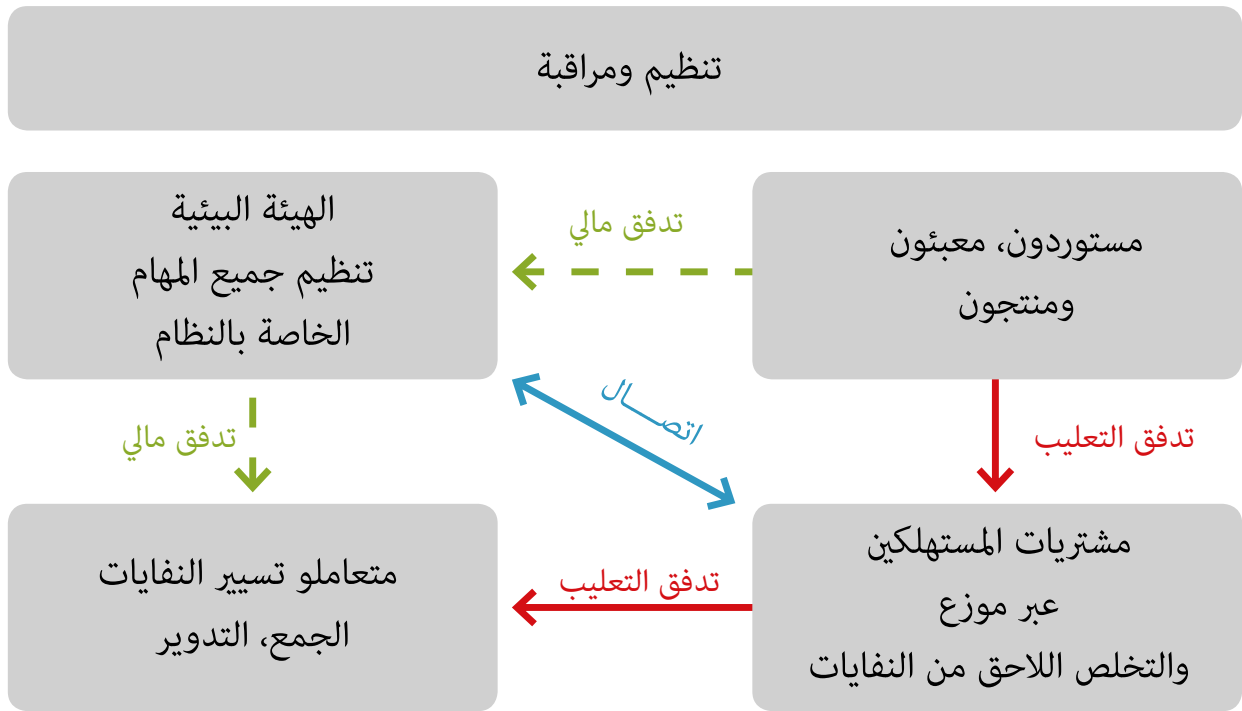 تنظيم ومراقبة
مستوردون، معبئون
ومنتجون
تدفق مالي
الهيئة البيئية
تنظيم جميع المهام
الخاصة بالنظام
تدفق التعليب
اتصال
تدفق مالي
مشتريات المستهلكين
عبر موزع
والتخلص اللاحق من النفايات
تدفق التعليب
متعاملو تسيير النفايات
الجمع، التدوير